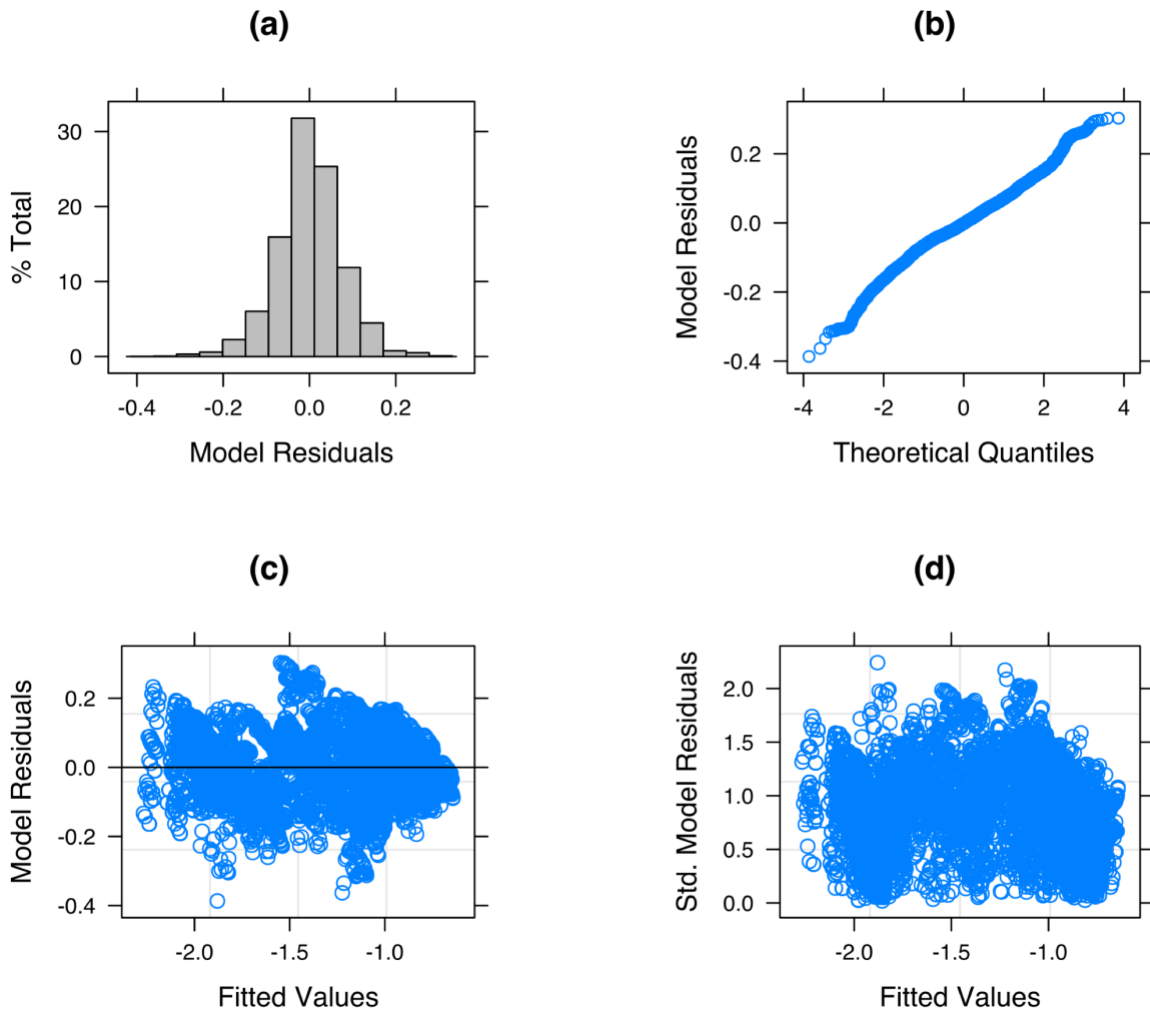 (a)
% Total
30
20
10
0
-0.4 -0.2 0.0 0.2
Model Residuals
(b)
Model Residuals
0.2
0.0
-0.2
-0.4
-4 -2 0 2 4
Theoretical Quantiles
(c)
Model Residuals
0.2
0.0
-0.2
-0.4
-2.0 -1.5 -1.0
Fitted Values
(d)
Std. Model Residuals
2.0
1.5
1.0
0.5
0.0
-2.0 -1.5 -1.0
Fitted Values